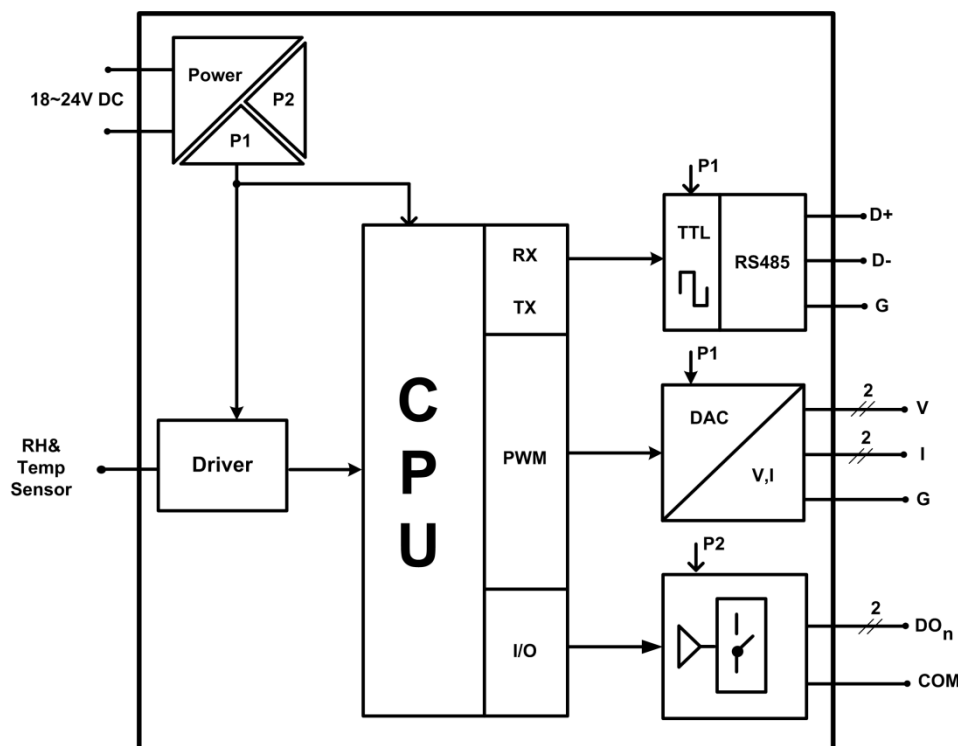 Power
P2
18~24V DC
P1
P1
RX
TTL
D+
RS485
D-
TX
G
P1
C
P
U
DAC
2
V
RH&
Temp
Sensor
Driver
PWM
2
I
V,I
G
P2
I/O
2
DOn
COM